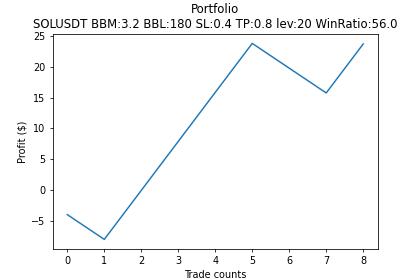 Portfolio
SOLUSDT BBM:3.2 BBL:180 SL:0.4 TP:0.8 lev:20 WinRatio:56.0
25
20
15
10
5
0
−5
Profit ($)
0 1 2 3 4 5 6 7 8
Trade counts